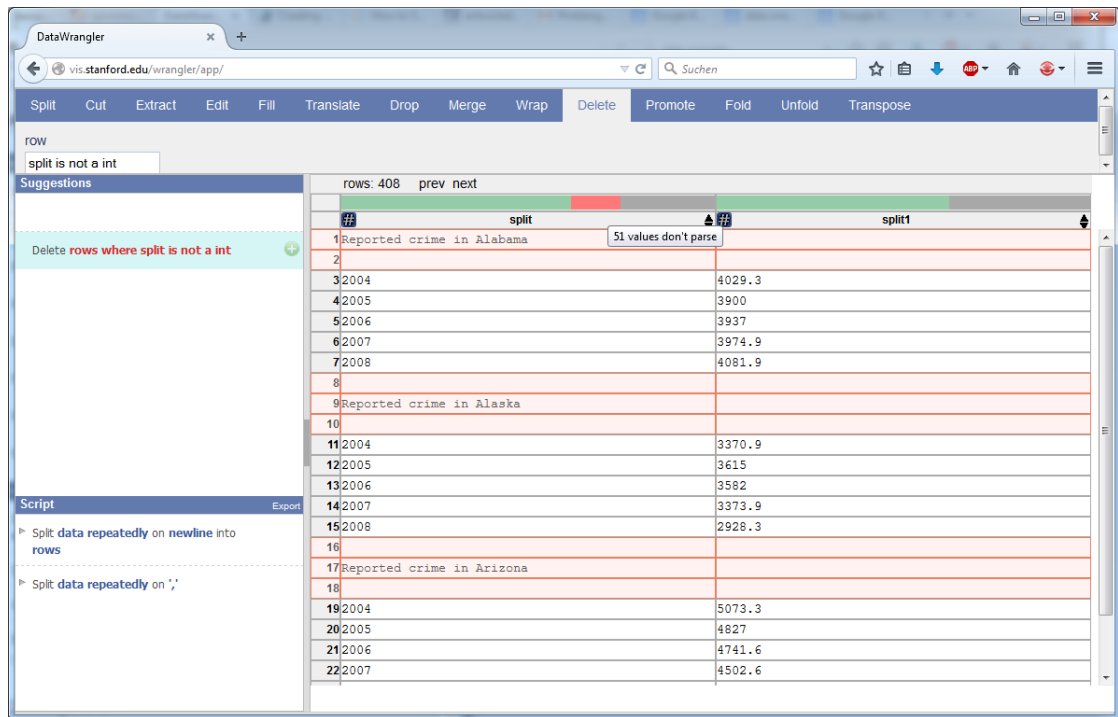 DataWrangler × +
vis.stanford.edu/wrangler/app/ Suchen ABP
Split Cut Extract Edit Fill Translate Drop Merge Wrap Delete Promote Fold Unfold Transpose
row
split is not a int
Suggestions
Delete rows where split is not a int
Script Export
Split data repeatedly on newline into
rows
Split data repeatedly on ','
rows: 408 prev next
# split # split1
51 values don't parse
1 Reported crime in Alabama
2
3 2004 4029.3
4 2005 3900
5 2006 3937
6 2007 3974.9
7 2008 4081.9
8
9 Reported crime in Alaska
10
11 2004 3370.9
12 2005 3615
13 2006 3582
14 2007 3373.9
15 2008 2928.3
16
17 Reported crime in Arizona
18
19 2004 5073.3
20 2005 4827
21 2006 4741.6
22 2007 4502.6